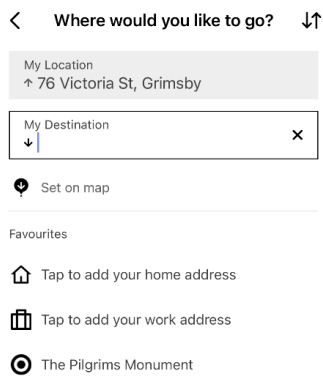 Where would you like to go?
My Location
↑ 76 Victoria St, Grimsby
My Destination
↓
Set on map
Favourites
Tap to add your home address
Tap to add your work address
The Pilgrims Monument